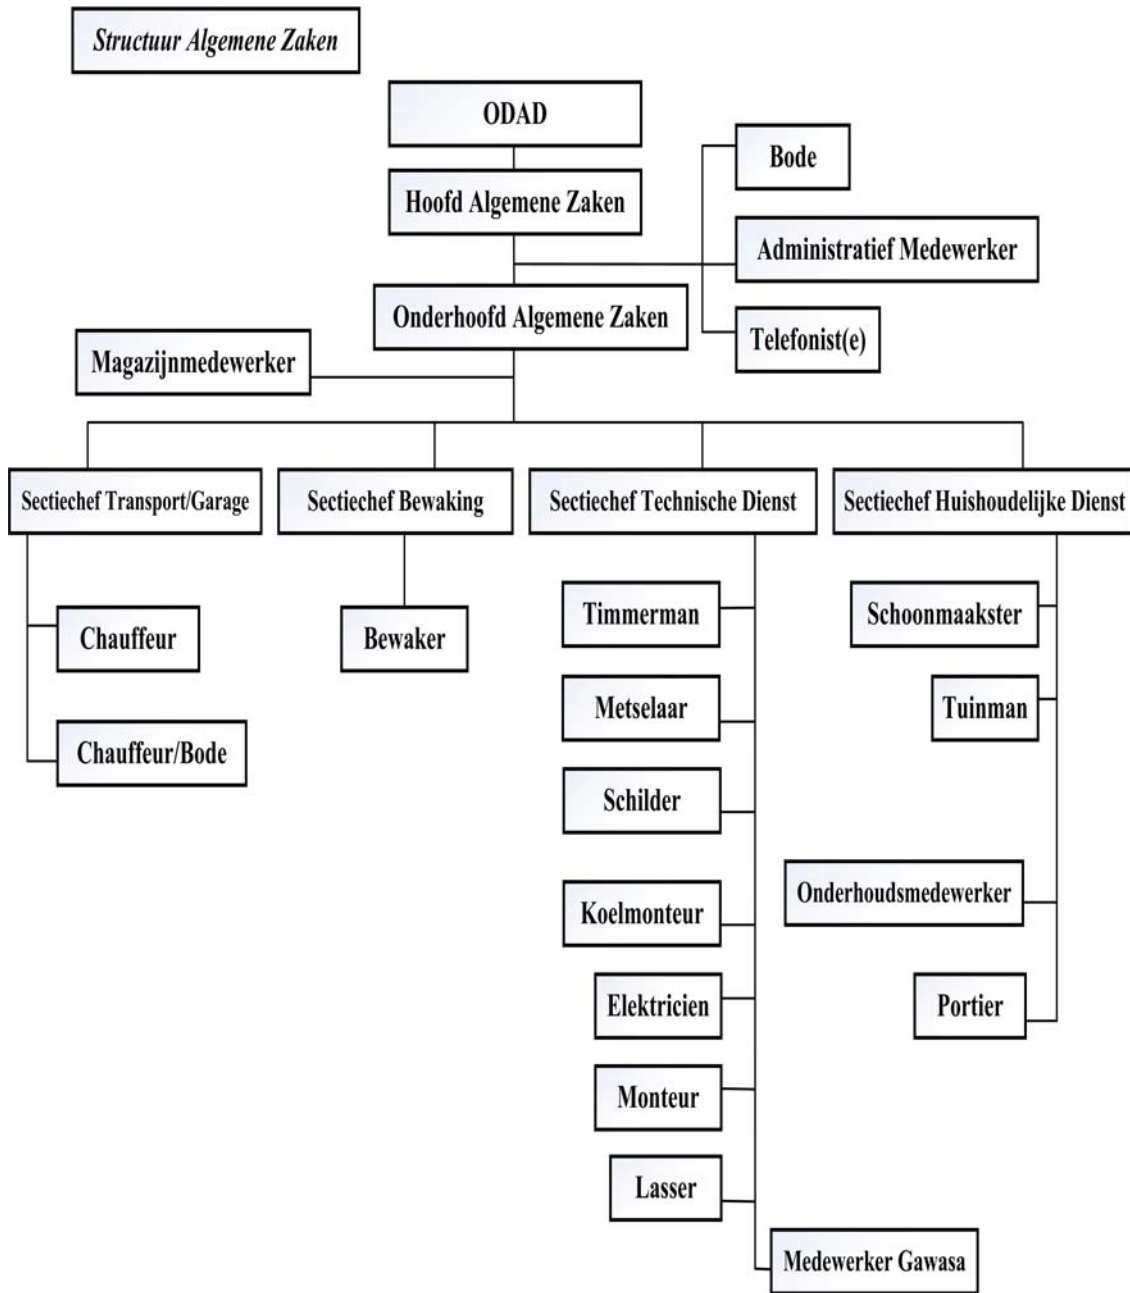 Structuur Algemene Zaken
ODAD
Bode
Hoofd Algemene Zaken
Administratief Medewerker
Onderhoofd Algemene Zaken
Telefonist(e)
Magazijnmedewerker
Sectiechef Transport/Garage
Sectiechef Bewaking
Sectiechef Technische Dienst
Sectiechef Huishoudelijke Dienst
Chauffeur
Chauffeur/Bode
Bewaker
Timmerman
Metselaar
Schilder
Koelmonteur
Elektricien
Monteur
Lasser
Medewerker Gawasa
Schoonmaakster
Tuinman
Onderhoudsmedewerker
Portier